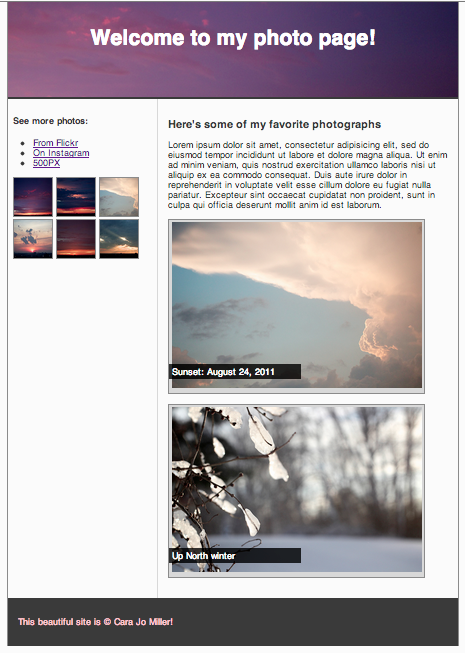 Welcome to my photo page!
See more photos:
From Flickr
On Instagram
500PX
Here's some of my favorite photographs
Lorem ipsum dolor sit amet, consectetur adipisicing elit, sed do
eiusmod tempor incididunt ut labore et dolore magna aliqua. Ut enim
ad minim veniam, quis nostrud exercitation ullamco laboris nisi ut
aliquip ex ea commodo consequat. Duis aute irure dolor in
reprehenderit in voluptate velit esse cillum dolore eu fugiat nulla
pariatur. Excepteur sint occaecat cupidatat non proident, sunt in
culpa qui officia deserunt mollit anim id est laborum.
Sunset: August 24, 2011
Up North winter
This beautiful site is © Cara Jo Miller!